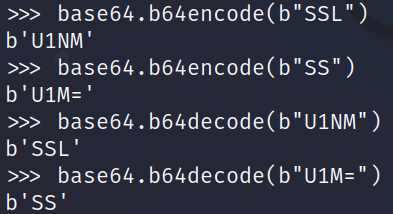 >>> base64.b64encode(b"SSL")
b'U1NM'
>>> base64.b64encode(b"SS")
b'U1M='
>>> base64.b64decode(b"U1NM")
b'SSL'
>>> base64.b64decode(b"U1M=")
b'SS'